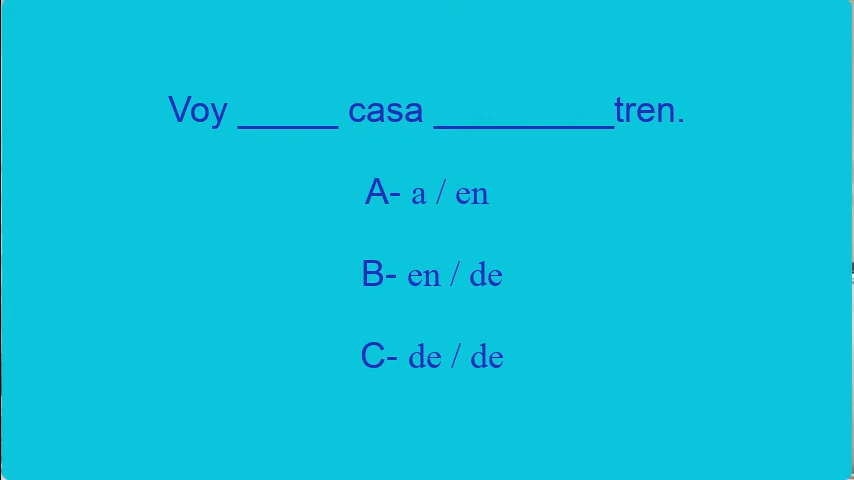 Voy _____ casa _________tren.
A- a / en
B- en / de
C- de / de